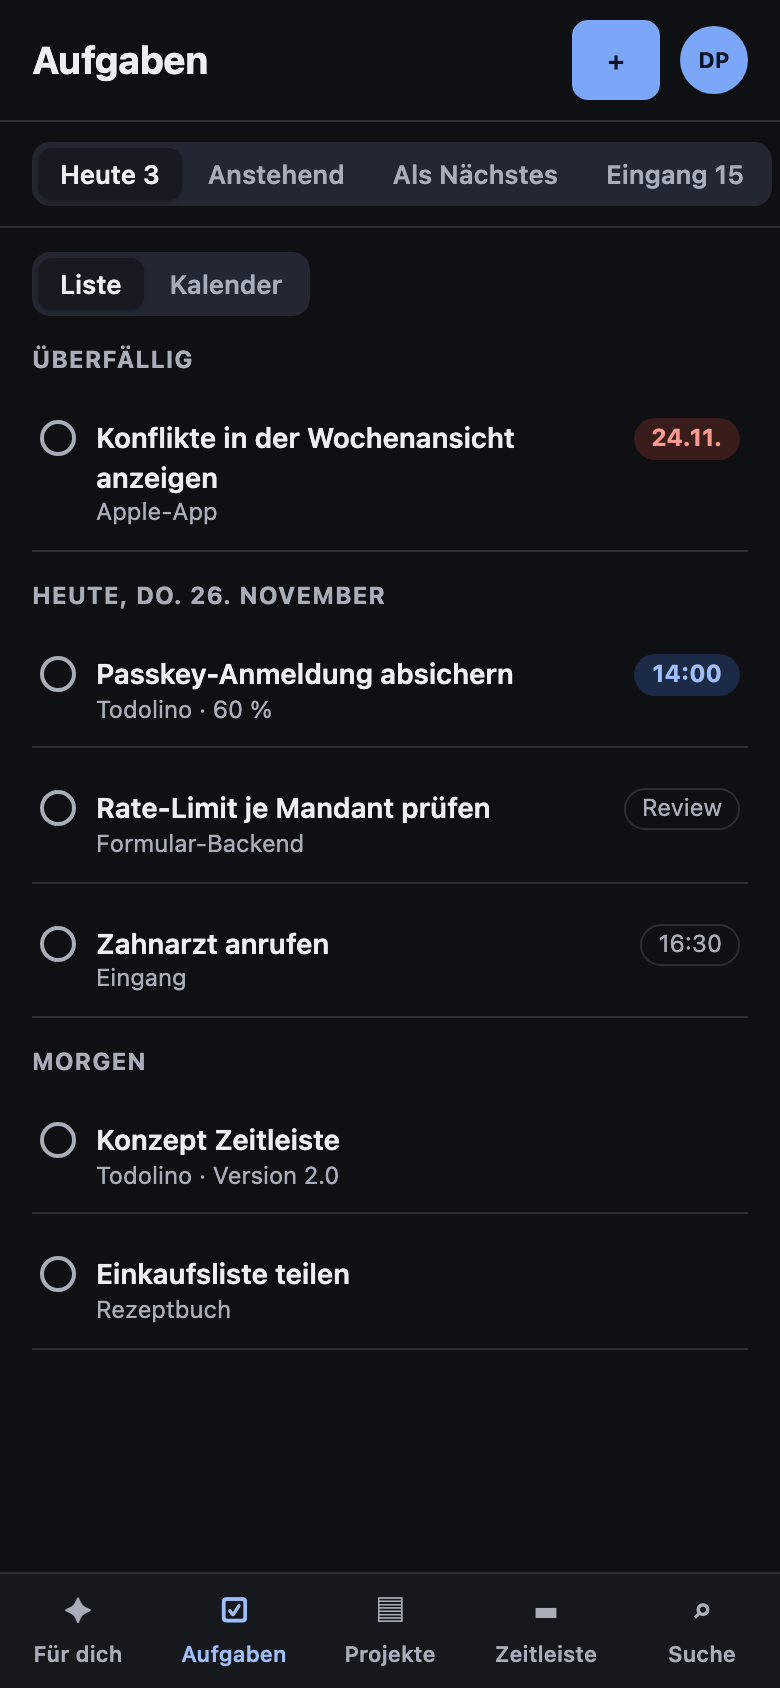 Aufgaben
+
DP
Heute 3 Anstehend Als Nächstes Eingang 15
Liste Kalender
ÜBERFÄLLIG
Konflikte in der Wochenansicht 24.11.
anzeigen
Apple-App
HEUTE, DO. 26. NOVEMBER
Passkey-Anmeldung absichern 14:00
Todolino · 60 %
Rate-Limit je Mandant prüfen Review
Formular-Backend
Zahnarzt anrufen 16:30
Eingang
MORGEN
Konzept Zeitleiste
Todolino · Version 2.0
Einkaufsliste teilen
Rezeptbuch
Für dich Aufgaben Projekte Zeitleiste Suche